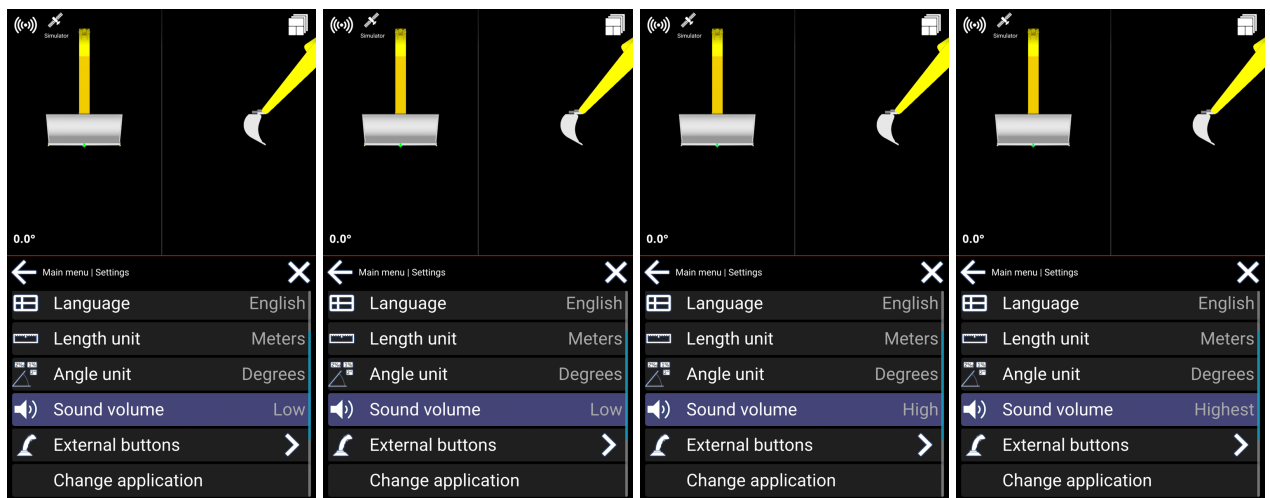 Simulator
0.0°
Main menu | Settings
Language English
Length unit Meters
Angle unit Degrees
Sound volume Low
External buttons
Change application
Simulator
0.0°
Main menu | Settings
Language English
Length unit Meters
Angle unit Degrees
Sound volume Low
External buttons
Change application
Simulator
0.0°
Main menu | Settings
Language English
Length unit Meters
Angle unit Degrees
Sound volume High
External buttons
Change application
Simulator
0.0°
Main menu | Settings
Language English
Length unit Meters
Angle unit Degrees
Sound volume Highest
External buttons
Change application